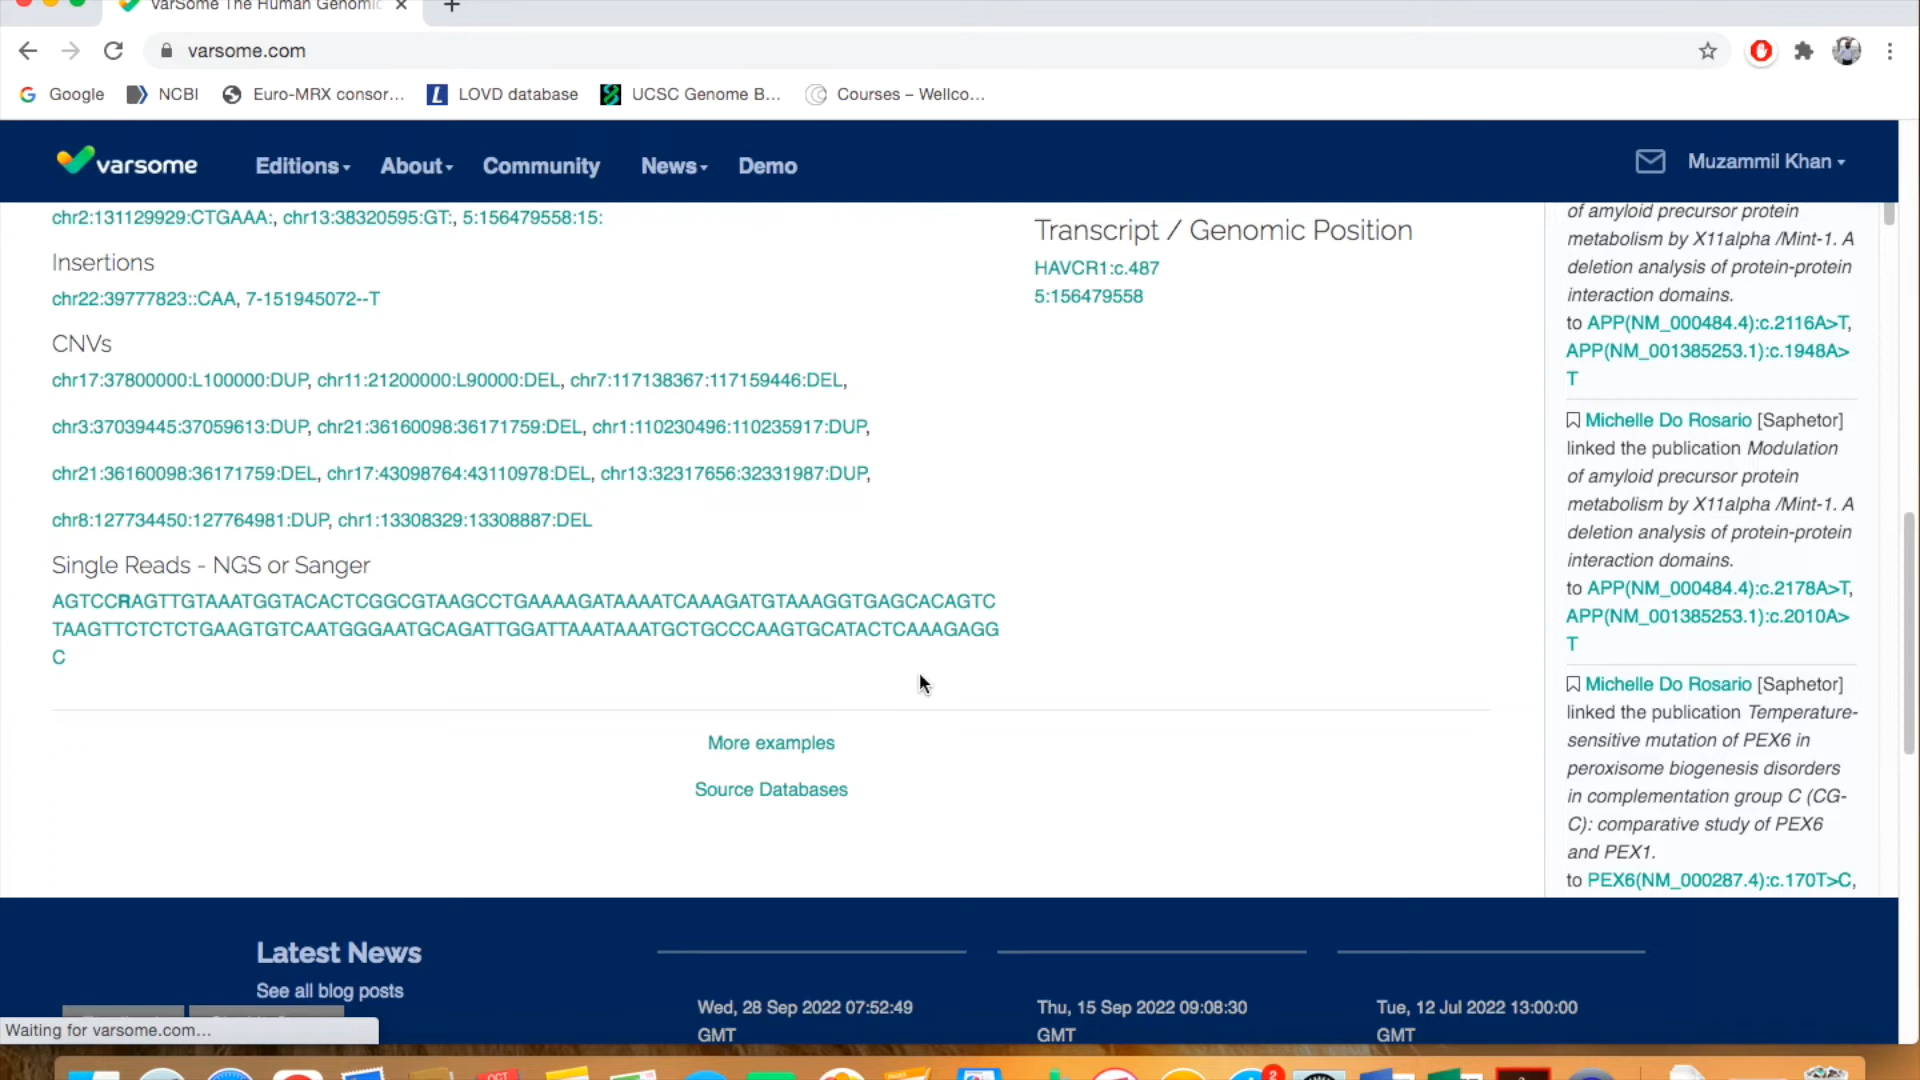 VarSome The Human Genomic
varsome.com
Google NCBI Euro-MRX consor... LOVD database UCSC Genome B... Courses – Wellco...
varsome Editions About Community News Demo Muzammil Khan
chr2:131129929:CTGAAA:, chr13:38320595:GT:, 5:156479558:15:
Insertions
chr22:39777823::CAA, 7-151945072--T
CNVs
chr17:37800000:L100000:DUP, chr11:21200000:L90000:DEL, chr7:117138367:117159446:DEL,
chr3:37039445:37059613:DUP, chr21:36160098:36171759:DEL, chr1:110230496:110235917:DUP,
chr21:36160098:36171759:DEL, chr17:43098764:43110978:DEL, chr13:32317656:32331987:DUP,
chr8:127734450:127764981:DUP, chr1:13308329:13308887:DEL
Single Reads - NGS or Sanger
AGTCCRAGTTGTAAATGGTACACTCGGCGTAAGCCTGAAAAGATAAAATCAAAGATGTAAAGGTGAGCACAGTC
TAAGTTCTCTCTGAAGTGTCAATGGGAATGCAGATTGGATTAAATAAATGCTGCCCAAGTGCATACTCAAAGAGG
C
More examples
Source Databases
Transcript / Genomic Position
HAVCR1:c.487
5:156479558
of amyloid precursor protein
metabolism by X11alpha /Mint-1. A
deletion analysis of protein-protein
interaction domains.
to APP(NM_000484.4):c.2116A>T,
APP(NM_001385253.1):c.1948A>
T
Michelle Do Rosario [Saphetor]
linked the publication Modulation
of amyloid precursor protein
metabolism by X11alpha /Mint-1. A
deletion analysis of protein-protein
interaction domains.
to APP(NM_000484.4):c.2178A>T,
APP(NM_001385253.1):c.2010A>
T
Michelle Do Rosario [Saphetor]
linked the publication Temperature-
sensitive mutation of PEX6 in
peroxisome biogenesis disorders
in complementation group C (CG-
C): comparative study of PEX6
and PEX1.
to PEX6(NM_000287.4):c.170T>C,
Latest News
See all blog posts
Wed, 28 Sep 2022 07:52:49
GMT
Thu, 15 Sep 2022 09:08:30
GMT
Tue, 12 Jul 2022 13:00:00
GMT
Waiting for varsome.com...
OCT
2